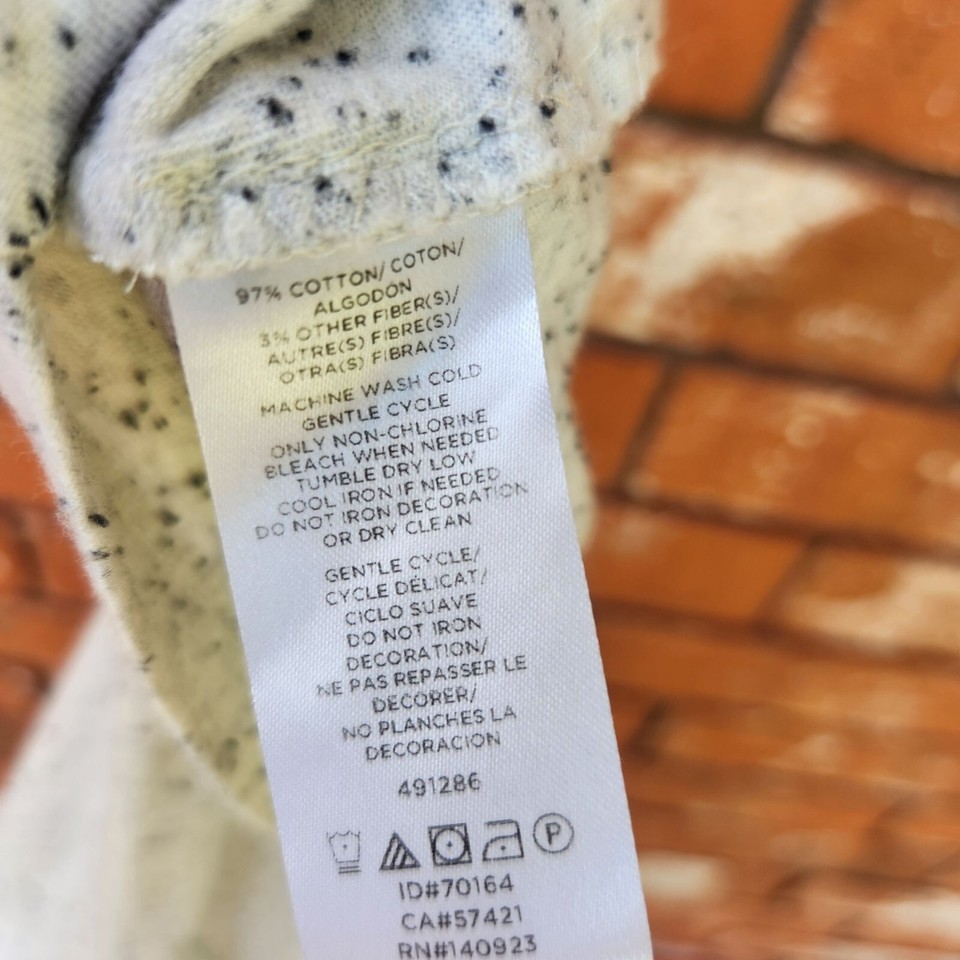 97% COTTON/ COTON/
ALGODÓN
3% OTHER FIBER(S)/
AUTRE(S) FIBRE(S)/
OTRA(S) FIBRA(S)
MACHINE WASH COLD
GENTLE CYCLE
ONLY NON-CHLORINE
BLEACH WHEN NEEDED
TUMBLE DRY LOW
COOL IRON IF NEEDED
DO NOT IRON DECORATION
OR DRY CLEAN
GENTLE CYCLE/
CYCLE DÉLICAT/
CICLO SUAVE
DO NOT IRON
DECORATION/
NE PAS REPASSER LE
DECORER/
NO PLANCHES LA
DECORACION
491286
P
ID#70164
CA#57421
RN#140923